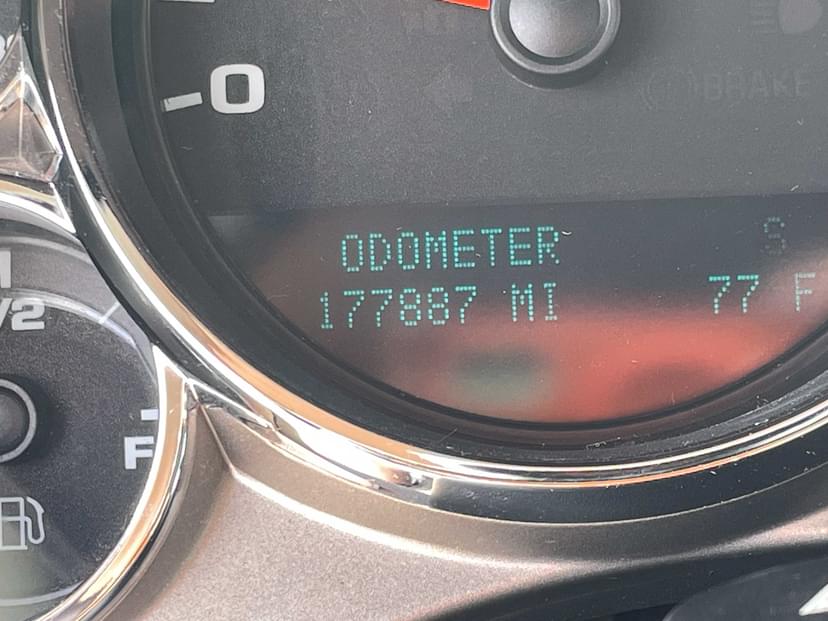 0
BRAKE
ODOMETER
S
177887 MI
77 F
1/2
F